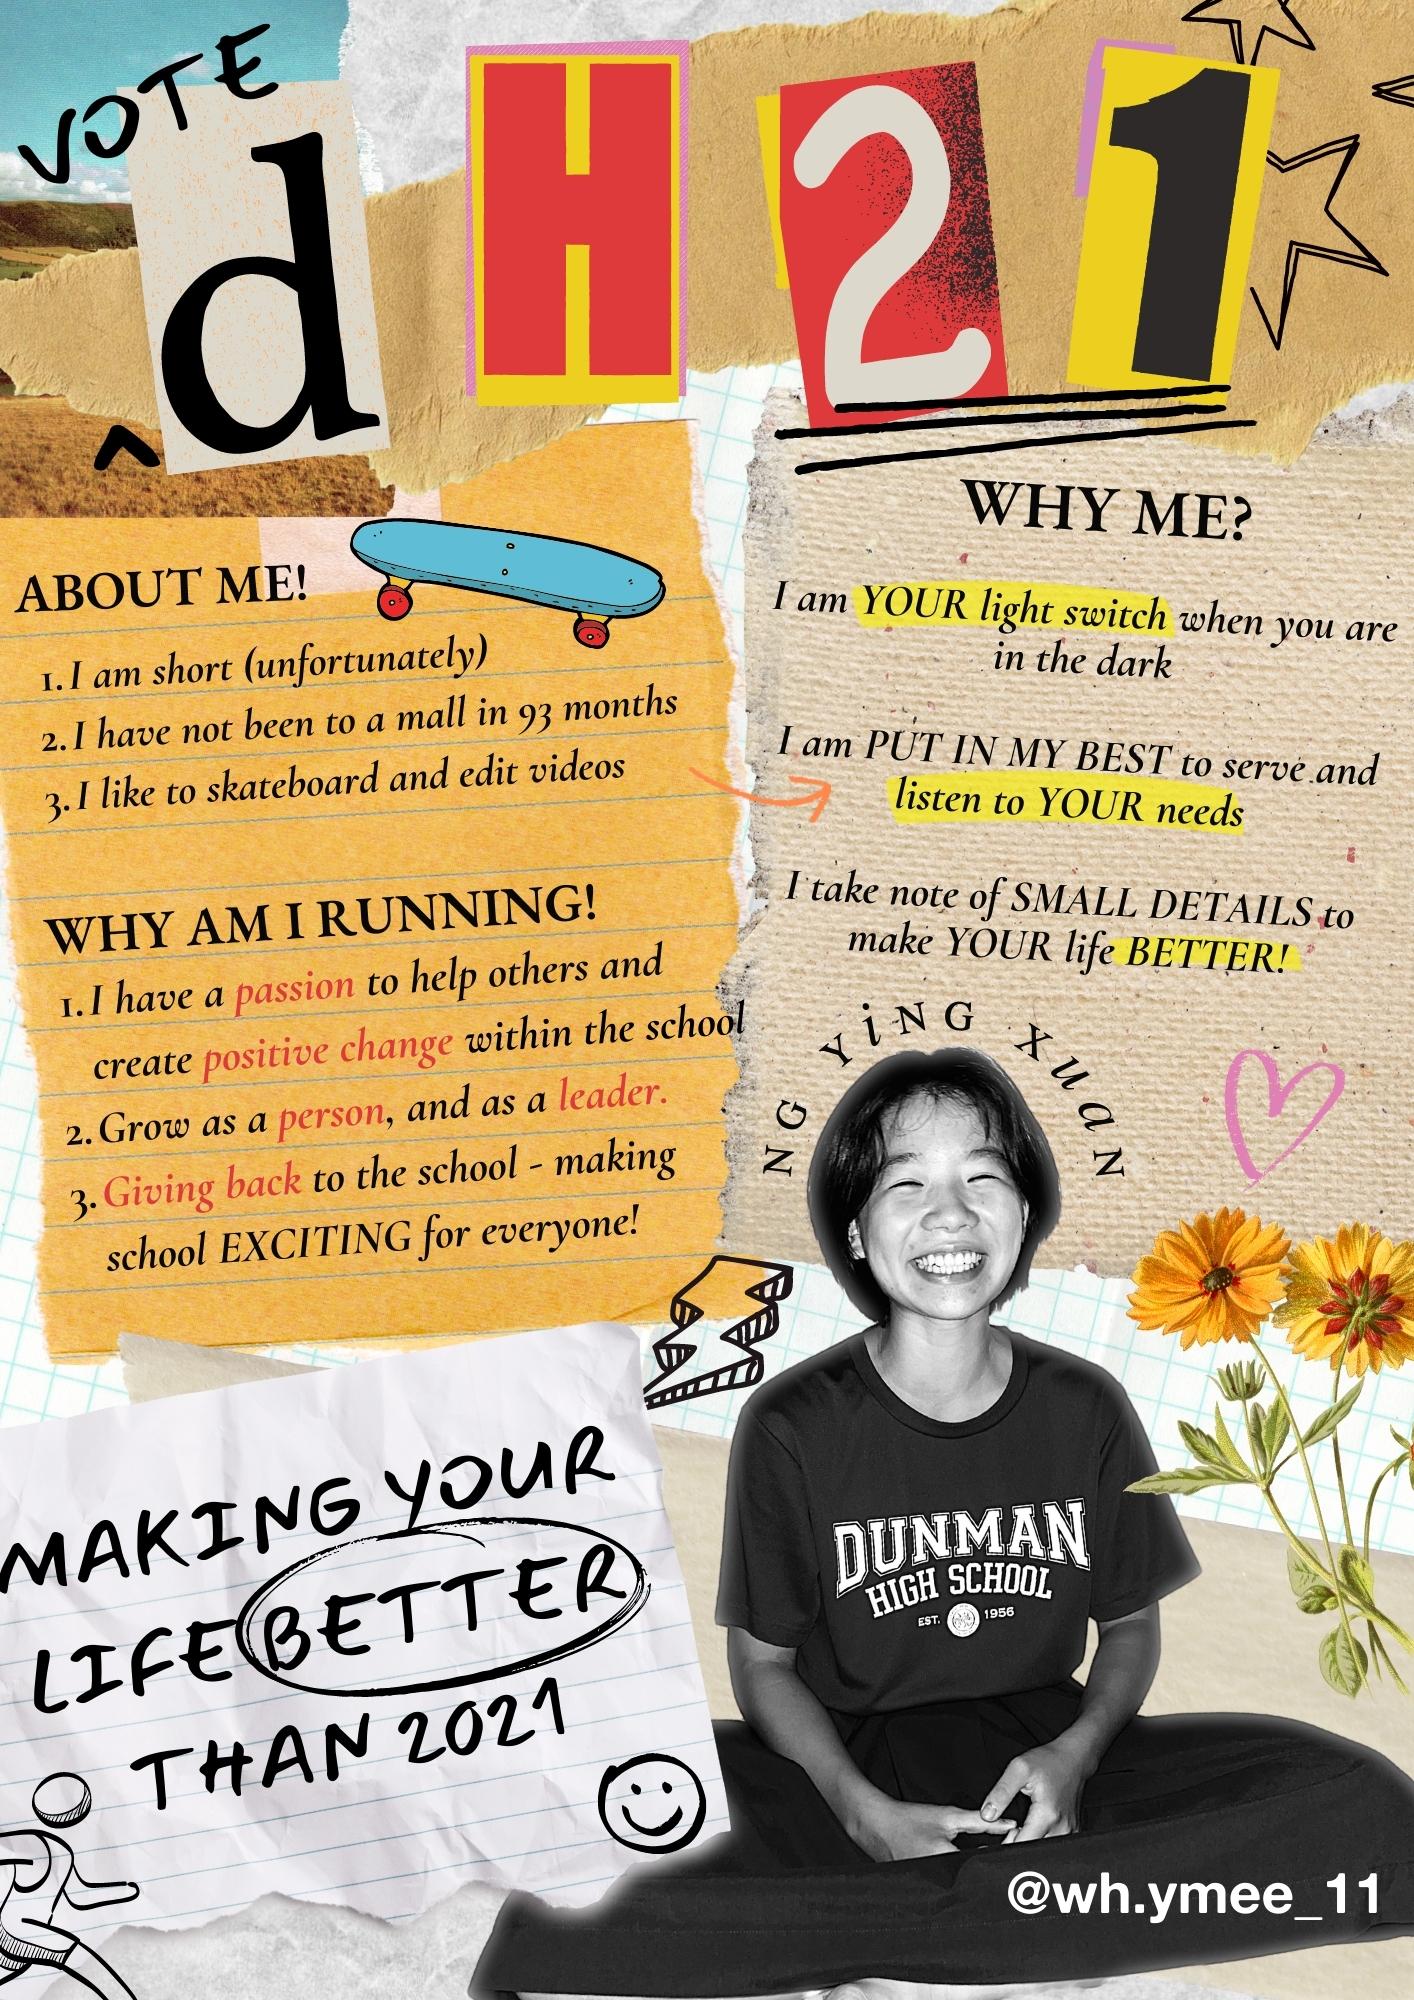 VOTE
d H 21
ABOUT ME!
1. I am short (unfortunately)
2. I have not been to a mall in 93 months
3. I like to skateboard and edit videos
WHY AM I RUNNING!
1. I have a passion to help others and
create positive change within the school
2. Grow as a person, and as a leader.
3. Giving back to the school - making
school EXCITING for everyone!
WHY ME?
I am YOUR light switch when you are
in the dark
I am PUT IN MY BEST to serve and
listen to YOUR needs
I take note of SMALL DETAILS to
make YOUR life BETTER!
NG YiNG XuaN
MAKING YOUR
LIFE BETTER
THAN 2021
DUNMAN
HIGH SCHOOL
EST. 1956
@wh.ymee_11